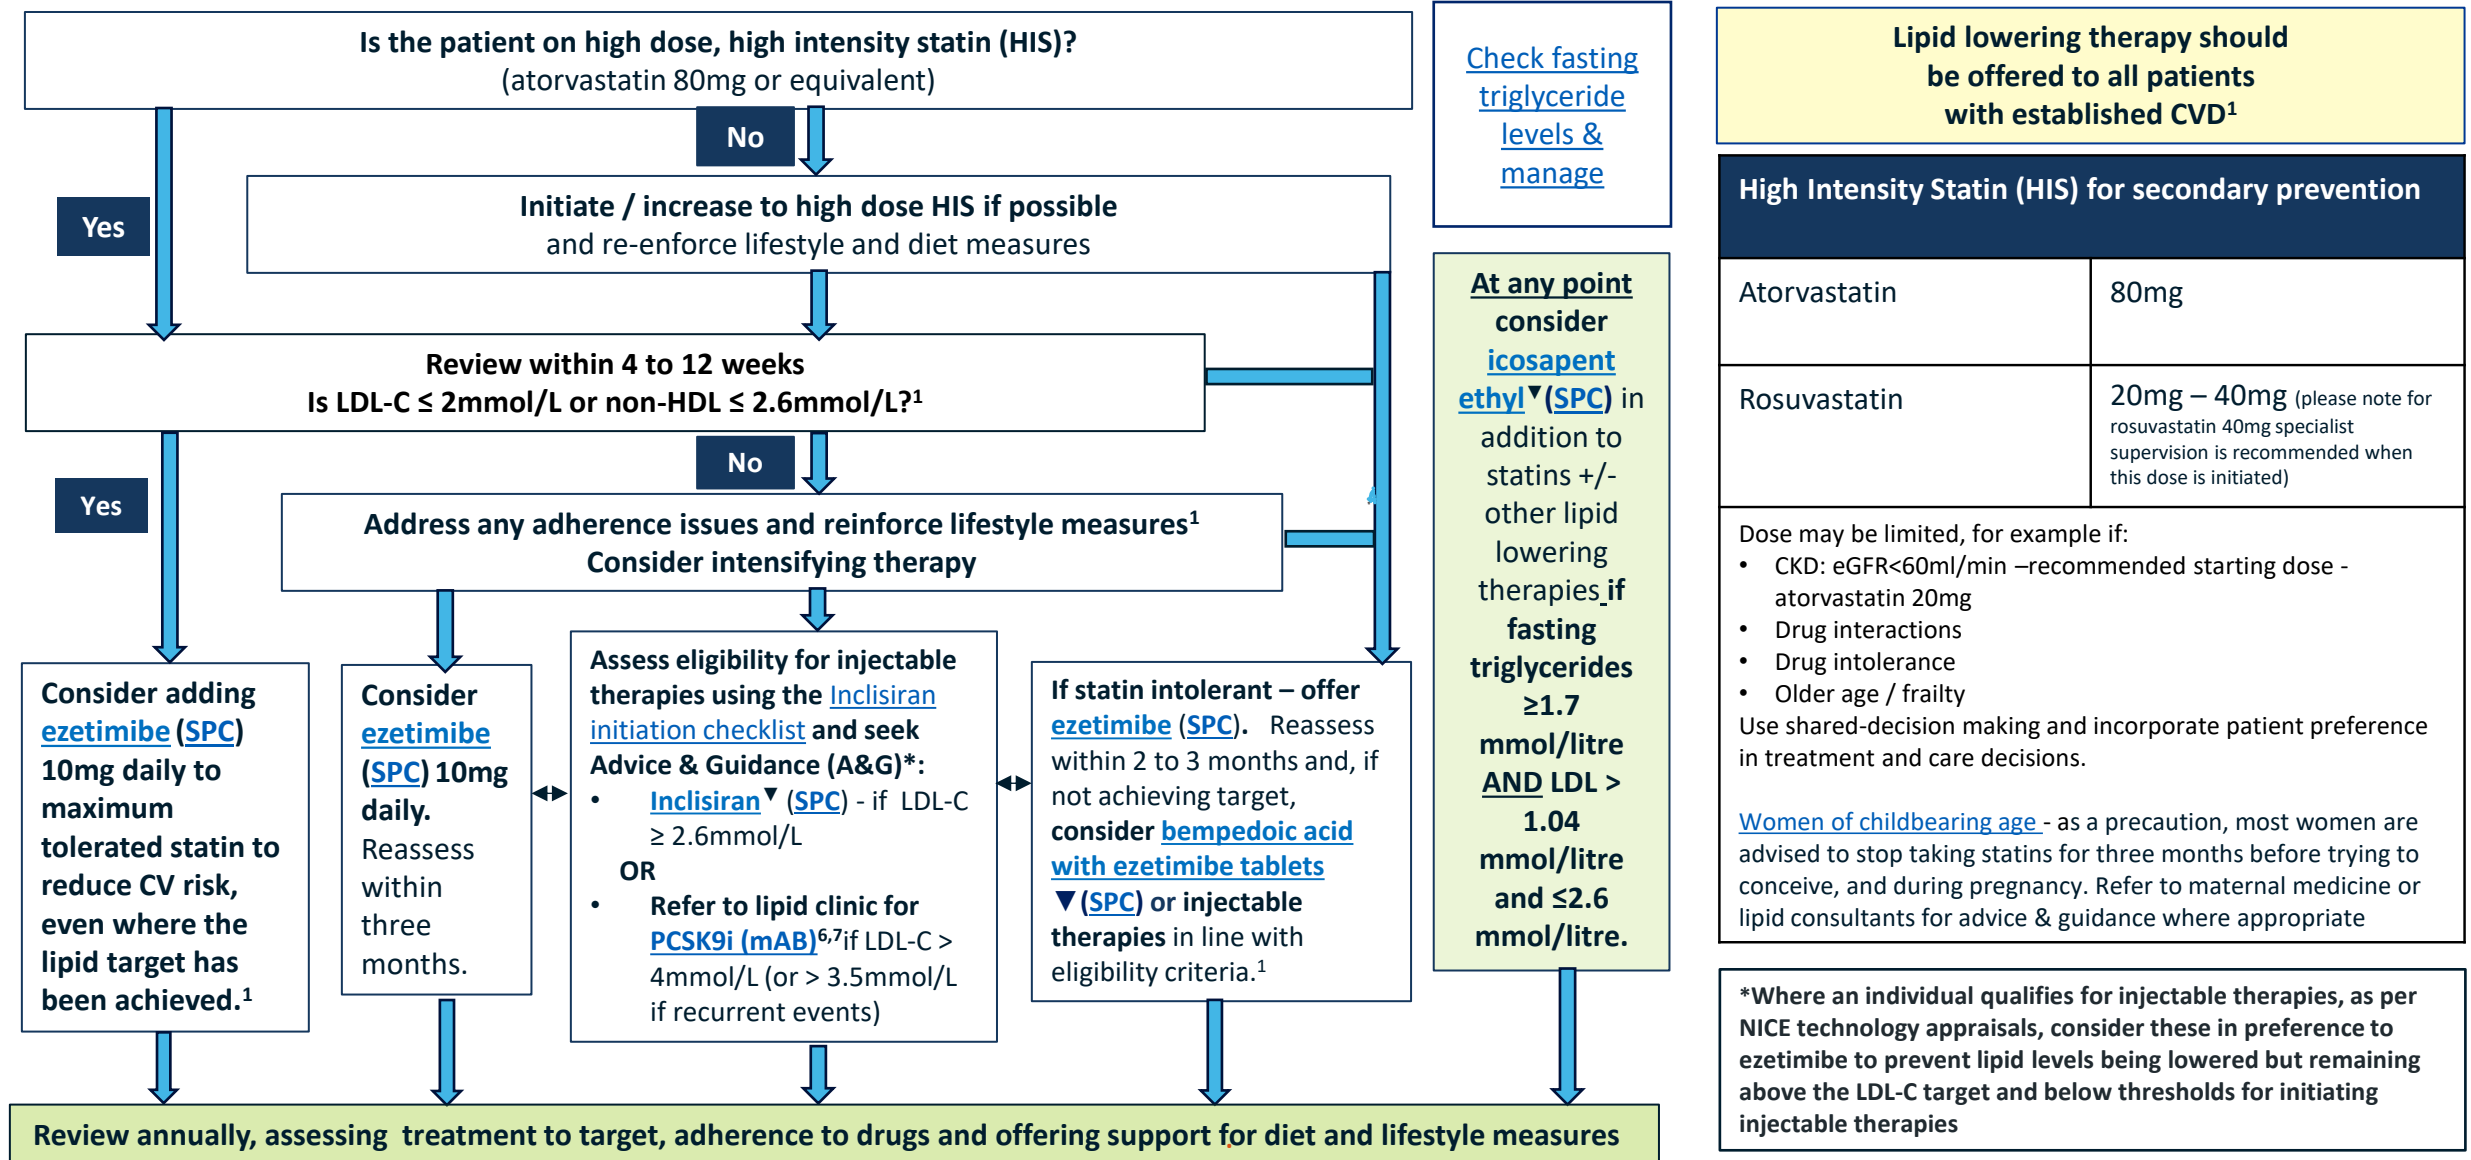 Is the patient on high dose, high intensity statin (HIS)?
(atorvastatin 80mg or equivalent)
No
Yes
Initiate / increase to high dose HIS if possible
and re-enforce lifestyle and diet measures
Review within 4 to 12 weeks
Is LDL-C ≤ 2mmol/L or non-HDL ≤ 2.6mmol/L?¹
No
Yes
Address any adherence issues and reinforce lifestyle measures¹
Consider intensifying therapy
Consider adding
ezetimibe (SPC)
10mg daily to
maximum
tolerated statin to
reduce CV risk,
even where the
lipid target has
been achieved.¹
Consider
ezetimibe
(SPC) 10mg
daily.
Reassess
within
three
months.
Assess eligibility for injectable
therapies using the Inclisiran
initiation checklist and seek
Advice & Guidance (A&G)*:
• Inclisiran▼ (SPC) - if LDL-C
≥ 2.6mmol/L
OR
• Refer to lipid clinic for
PCSK9i (mAB)⁶,⁷if LDL-C >
4mmol/L (or > 3.5mmol/L
if recurrent events)
If statin intolerant – offer
ezetimibe (SPC). Reassess
within 2 to 3 months and, if
not achieving target,
consider bempedoic acid
with ezetimibe tablets
▼(SPC) or injectable
therapies in line with
eligibility criteria.¹
Check fasting
triglyceride
levels &
manage
At any point
consider
icosapent
ethyl▼(SPC) in
addition to
statins +/-
other lipid
lowering
therapies if
fasting
triglycerides
≥1.7
mmol/litre
AND LDL >
1.04
mmol/litre
and ≤2.6
mmol/litre.
Review annually, assessing treatment to target, adherence to drugs and offering support for diet and lifestyle measures
Lipid lowering therapy should
be offered to all patients
with established CVD¹
High Intensity Statin (HIS) for secondary prevention
Atorvastatin
80mg
Rosuvastatin
20mg – 40mg (please note for
rosuvastatin 40mg specialist
supervision is recommended when
this dose is initiated)
Dose may be limited, for example if:
• CKD: eGFR<60ml/min –recommended starting dose -
atorvastatin 20mg
• Drug interactions
• Drug intolerance
• Older age / frailty
Use shared-decision making and incorporate patient preference
in treatment and care decisions.
Women of childbearing age - as a precaution, most women are
advised to stop taking statins for three months before trying to
conceive, and during pregnancy. Refer to maternal medicine or
lipid consultants for advice & guidance where appropriate
*Where an individual qualifies for injectable therapies, as per
NICE technology appraisals, consider these in preference to
ezetimibe to prevent lipid levels being lowered but remaining
above the LDL-C target and below thresholds for initiating
injectable therapies